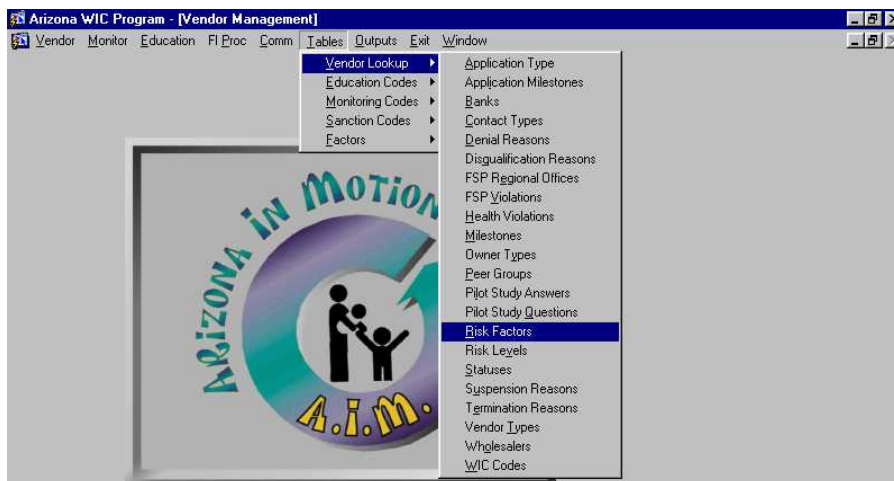 Arizona WIC Program - [Vendor Management]
Vendor Monitor Education FI Proc Comm Tables Outputs Exit Window
Vendor Lookup
Education Codes
Monitoring Codes
Sanction Codes
Factors
Application Type
Application Milestones
Banks
Contact Types
Denial Reasons
Disqualification Reasons
FSP Regional Offices
FSP Violations
Health Violations
Milestones
Owner Types
Peer Groups
Pilot Study Answers
Pilot Study Questions
Risk Factors
Risk Levels
Statuses
Suspension Reasons
Termination Reasons
Vendor Types
Wholesalers
WIC Codes
ARIZONA IN MOTION
A.I.M.